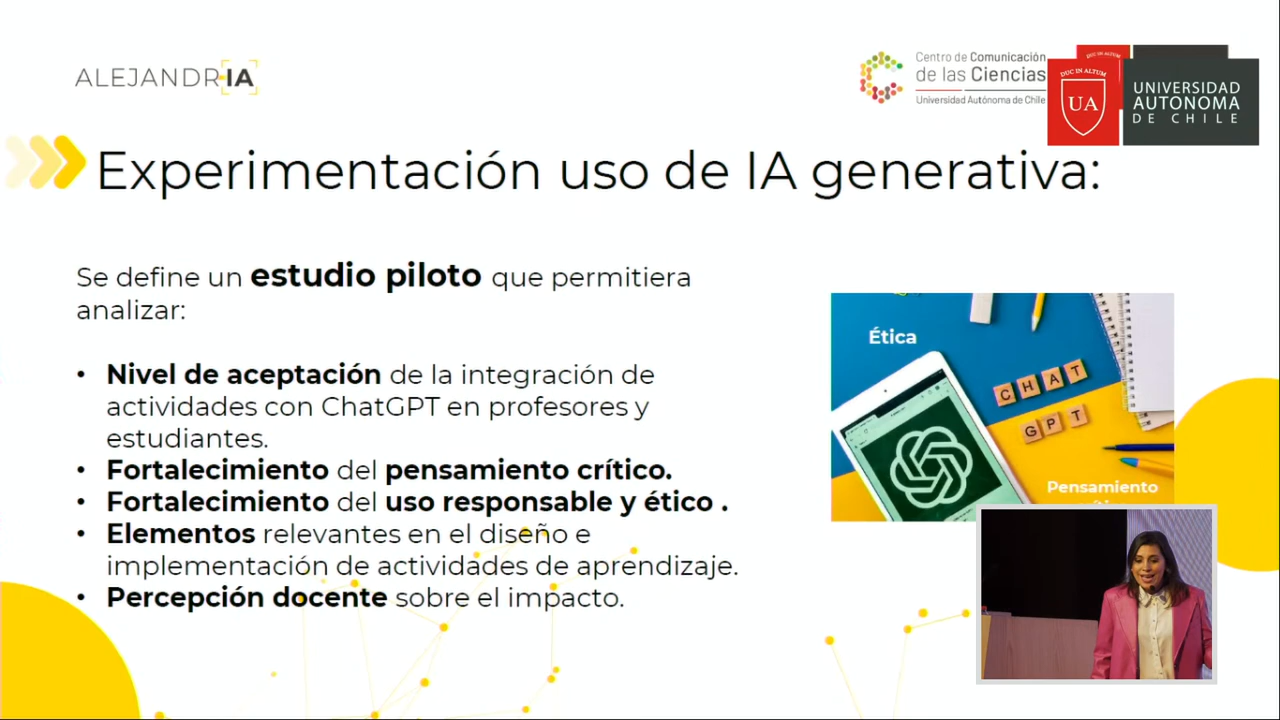 ALEJANDRIA
Centro de Comunicación
de las Ciencias
Universidad Autónoma de Chile
DUC IN ALTUM
DUC IN ALTUM
UA
UNIVERSIDAD
AUTONOMA
DE CHILE
Experimentación uso de IA generativa:
Se define un estudio piloto que permitiera
analizar:
• Nivel de aceptación de la integración de
actividades con ChatGPT en profesores y
estudiantes.
• Fortalecimiento del pensamiento crítico.
• Fortalecimiento del uso responsable y ético .
• Elementos relevantes en el diseño e
implementación de actividades de aprendizaje.
• Percepción docente sobre el impacto.
Ética
CHAT
GPT
Pensamiento